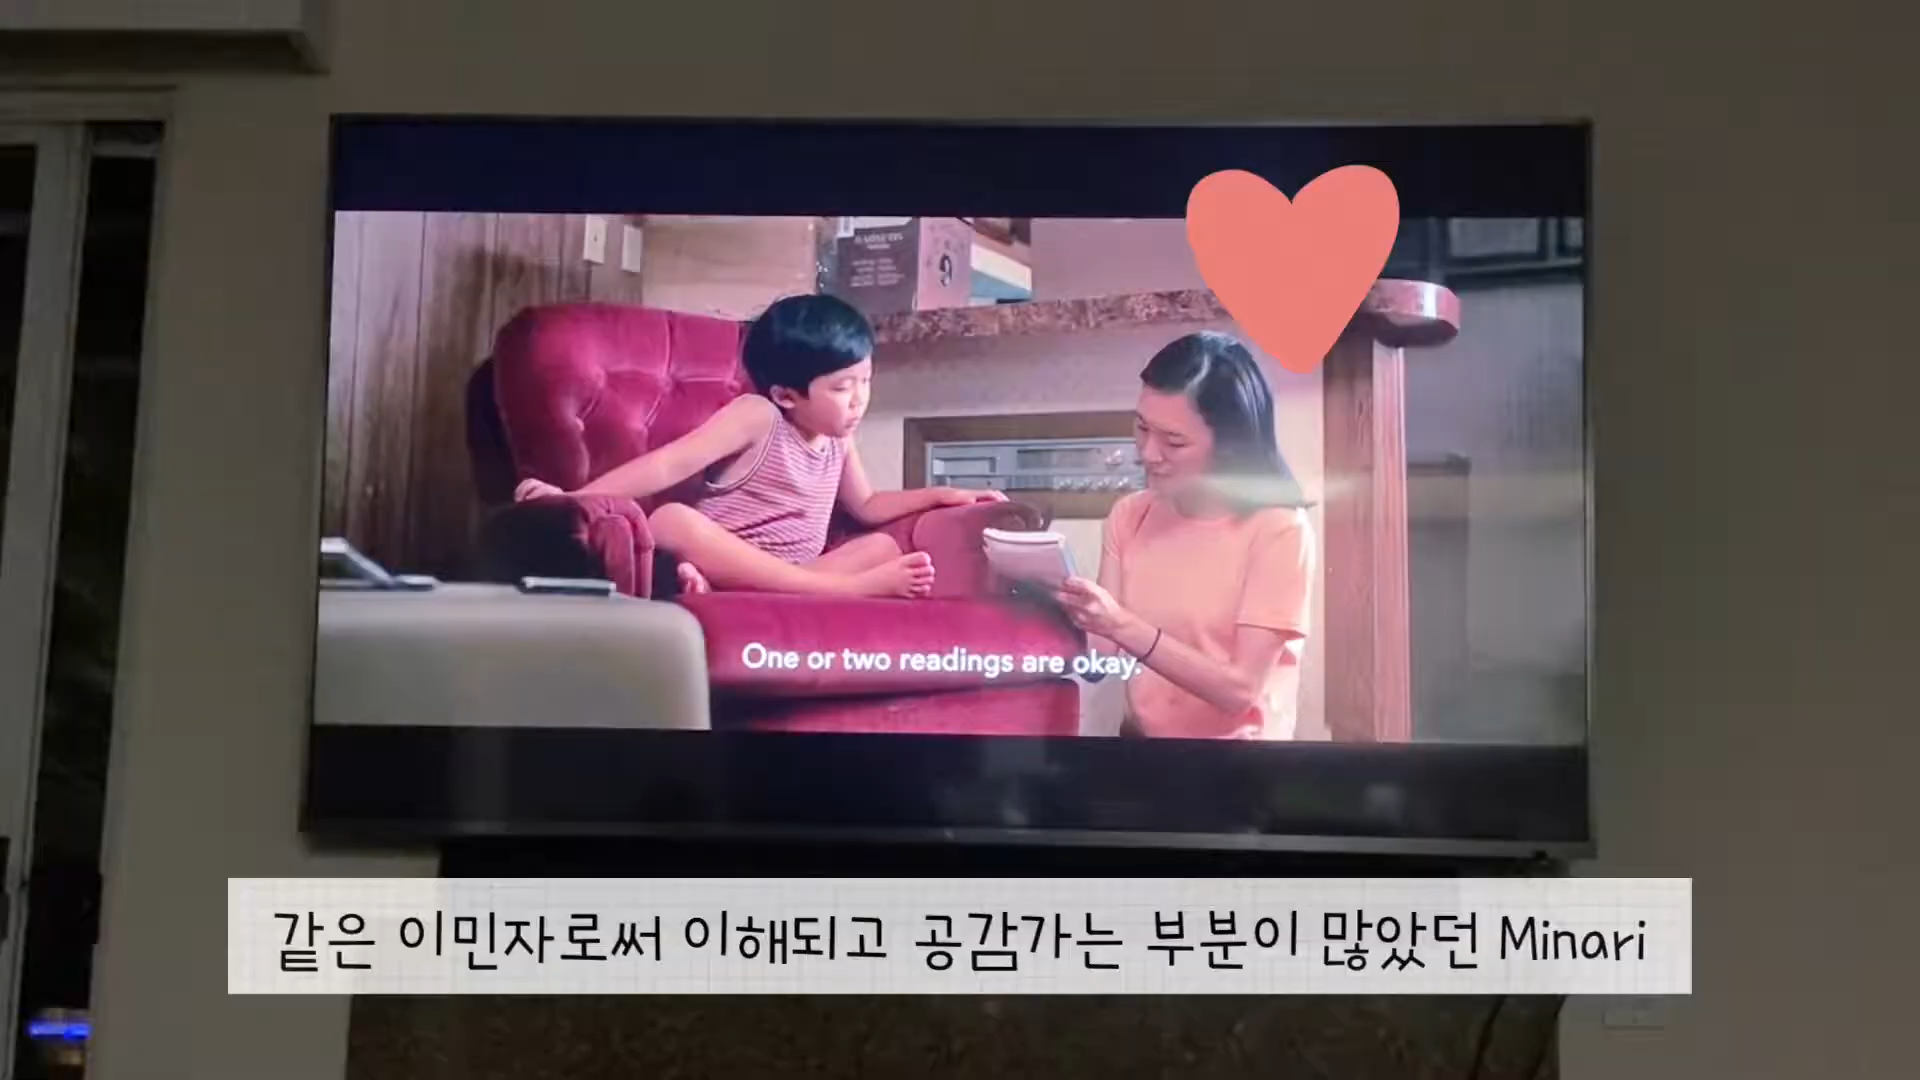 One or two readings are okay.
같은 이민자로써 이해되고 공감가는 부분이 많았던 Minari